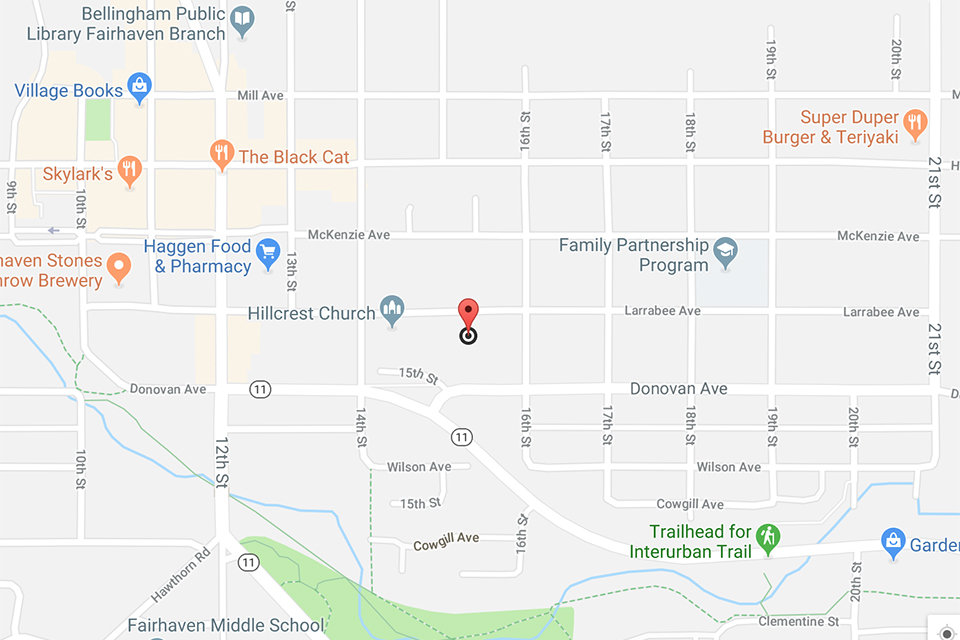 Bellingham Public
Library Fairhaven Branch
St
19th St
20th St
Village Books
Mill Ave
Super Duper
Burger & Teriyaki
16th St
17th St
18th St
The Black Cat
Skylark's
21st St
9th St
10th St
McKenzie Ave
McKenzie Ave
Haggen Food
& Pharmacy
Family Partnership
Program
haven Stones
hrow Brewery
13th St
Hillcrest Church
Larrabee Ave
Larrabee Ave
21st St
15th St
Donovan Ave
11
Donovan Ave
D
14th St
16th St
17th St
18th St
19th St
20th St
11
12th St
10th St
Wilson Ave
Wilson Ave
15th St
Cowgill Ave
16th St
Cowgill Ave
Trailhead for
Interurban Trail
Garde
Hawthorn Rd
11
20th St
Fairhaven Middle School
Clementine St